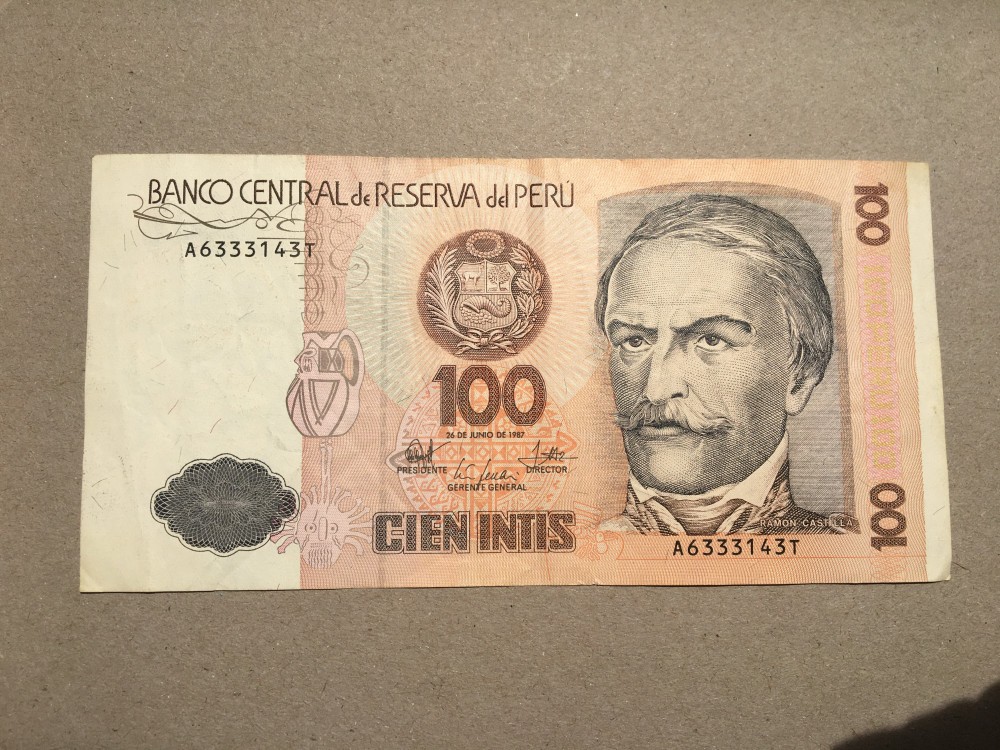 BANCO CENTRAL de RESERVA del PERÚ
A6333143T
100
26 DE JUNIO DE 1987
PRESIDENTE
DIRECTOR
GERENTE GENERAL
CIEN INTIS
100
RAMON CASTILLA
100
A6333143T